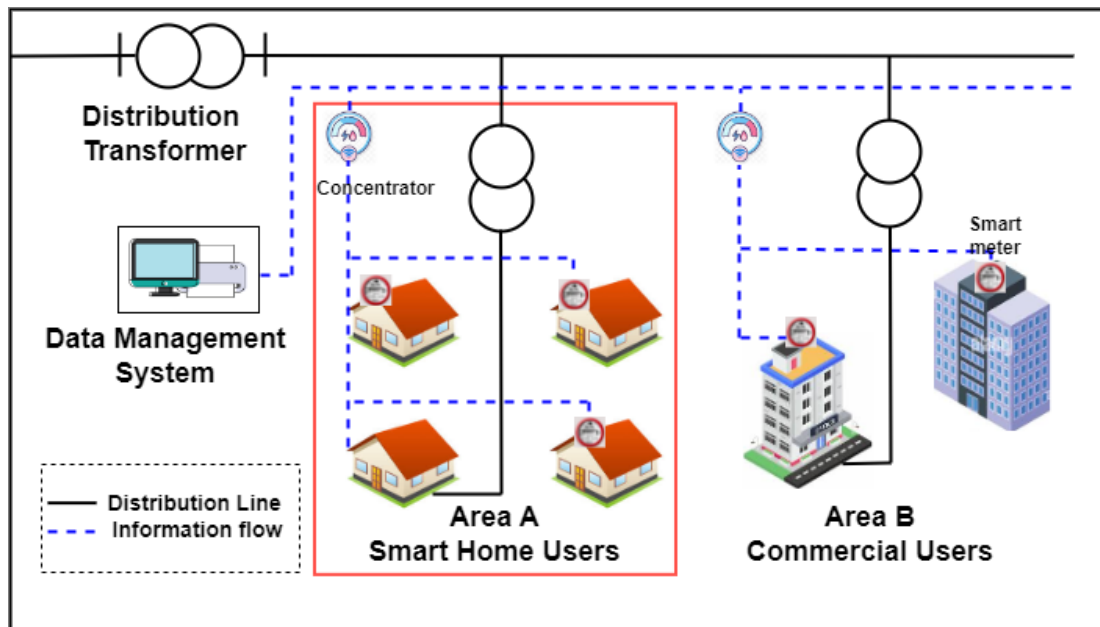 Distribution
Transformer
Concentrator
Smart
meter
Data Management
System
Distribution Line
Information flow
Area A
Smart Home Users
Area B
Commercial Users